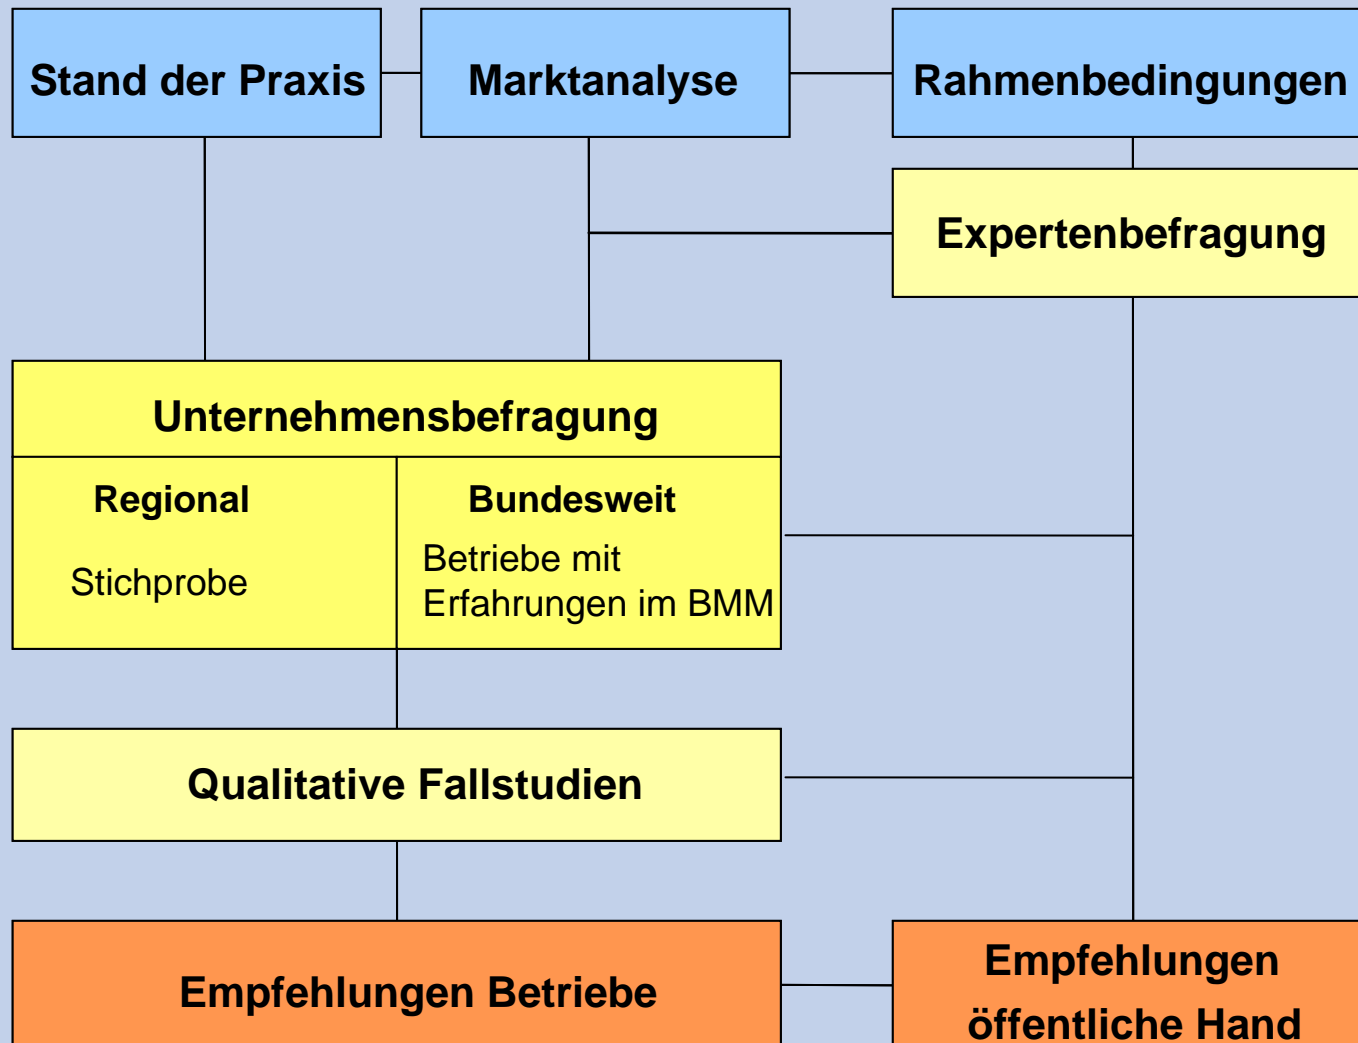 Stand der Praxis
Marktanalyse
Rahmenbedingungen
Expertenbefragung
Unternehmensbefragung
Regional
Stichprobe
Bundesweit
Betriebe mit
Erfahrungen im BMM
Qualitative Fallstudien
Empfehlungen Betriebe
Empfehlungen
öffentliche Hand